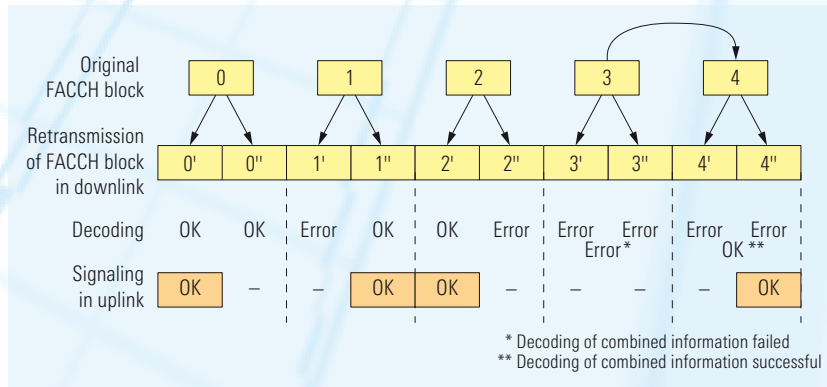 Original
FACCH block
0 1 2 3 4
Retransmission
of FACCH block
in downlink
0' 0" 1' 1" 2' 2" 3' 3" 4' 4"
Decoding OK OK Error OK OK Error Error Error Error Error
Error* OK **
Signaling
in uplink
OK – – OK OK – – – – OK
* Decoding of combined information failed
** Decoding of combined information successful